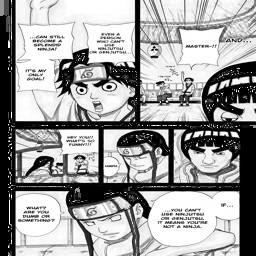 AND...
MASTER--!!
EVEN A
PERSON
WHO CAN'T
USE
NINJUTSU
OR GENJUTSU,
...CAN STILL
BECOME A
SPLENDID
NINJA!
IT'S MY
ONLY GOAL!
HEY YOU!!
WHAT'S SO
FUNNY!!!
IF...
...YOU CAN'T
USE NINJUTSU
OR GENJUTSU,
IT MEANS YOU'RE
NOT A NINJA.
WHAT?
ARE YOU
DUMB OR
SOMETHING?